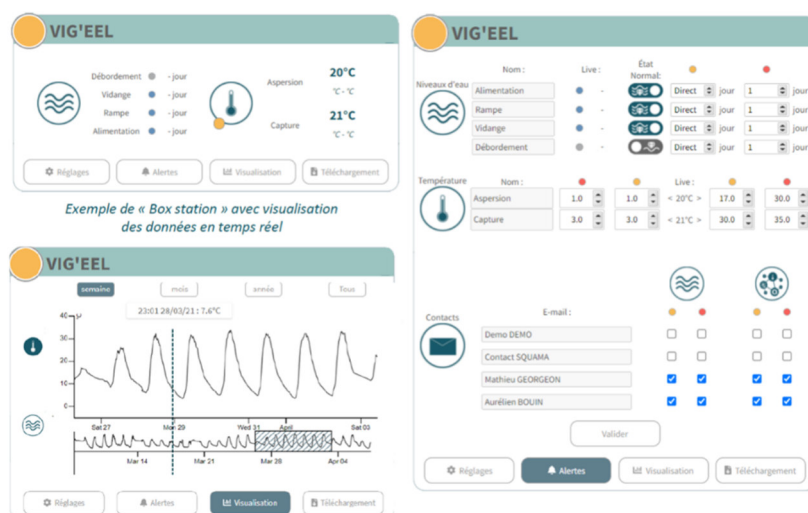 VIG'EEL
Débordement - jour
Vidange - jour
Rampe - jour
Alimentation - jour
Aspersion 20°C
°C - °C
Capture 21°C
°C - °C
Réglages Alertes Visualisation Téléchargement
Exemple de « Box station » avec visualisation
des données en temps réel
VIG'EEL
semaine mois année Tous
23:01 28/03/21 : 7.6°C
40
30
20
10
0
Sat 27 Mon 29 Wed 31 April Sat 03
Mar 14 Mar 21 Mar 28 Apr 04
Réglages Alertes Visualisation Téléchargement
VIG'EEL
Nom : Live : État
Normal:
Niveaux d'eau
Alimentation - Direct jour 1 jour
Rampe - Direct jour 1 jour
Vidange - Direct jour 1 jour
Débordement - Direct jour 1 jour
Température Nom : Live :
Aspersion 1.0 1.0 < 20°C > 17.0 30.0
Capture 3.0 3.0 < 21°C > 30.0 35.0
Contacts E-mail :
Demo DEMO
Contact SQUAMA
Mathieu GEORGEON
Aurélien BOUIN
Valider
Réglages Alertes Visualisation Téléchargement